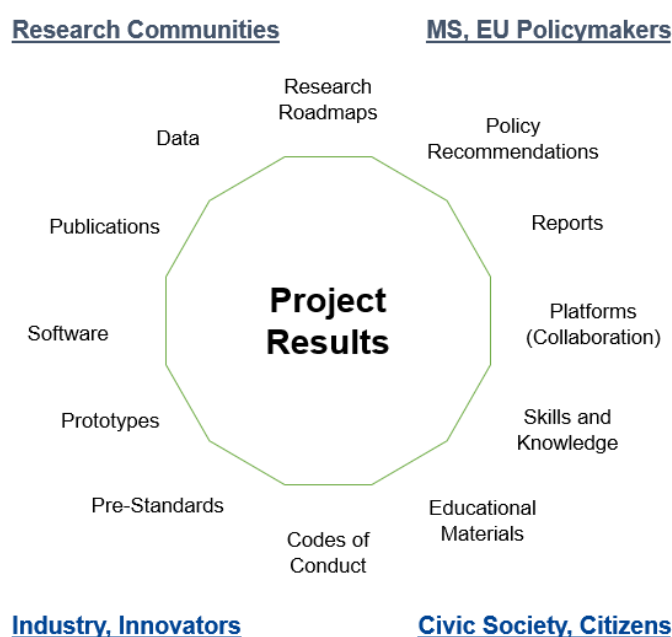 Research Communities
MS, EU Policymakers
Research
Roadmaps
Policy
Recommendations
Data
Reports
Publications
Platforms
(Collaboration)
Software
Project
Results
Skills and
Knowledge
Prototypes
Educational
Materials
Pre-Standards
Codes of
Conduct
Industry, Innovators
Civic Society, Citizens